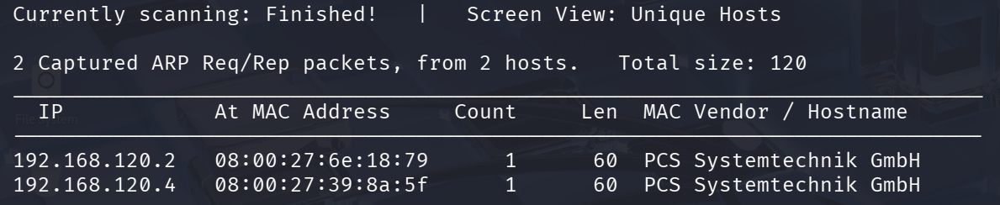 Currently scanning: Finished!   |   Screen View: Unique Hosts
2 Captured ARP Req/Rep packets, from 2 hosts.   Total size: 120
IP            At MAC Address     Count     Len  MAC Vendor / Hostname
192.168.120.2   08:00:27:6e:18:79      1      60  PCS Systemtechnik GmbH
192.168.120.4   08:00:27:39:8a:5f      1      60  PCS Systemtechnik GmbH
File System